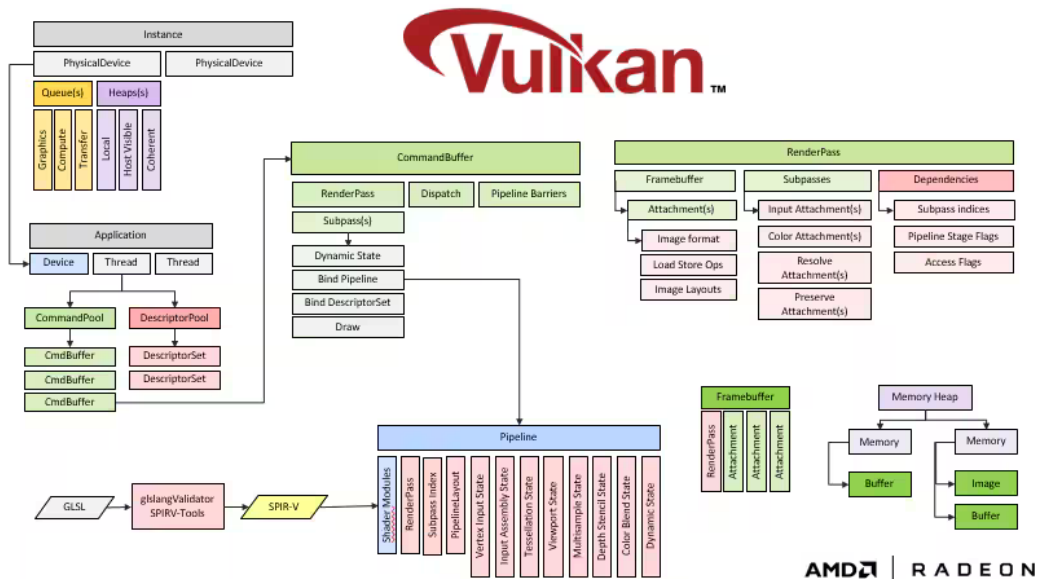 Instance
PhysicalDevice
PhysicalDevice
Queue(s)
Heaps(s)
Graphics
Compute
Transfer
Local
Host Visible
Coherent
Vulkan™
Application
Device
Thread
Thread
CommandPool
DescriptorPool
CmdBuffer
DescriptorSet
CmdBuffer
DescriptorSet
CmdBuffer
CommandBuffer
RenderPass
Dispatch
Pipeline Barriers
Subpass(s)
Dynamic State
Bind Pipeline
Bind DescriptorSet
Draw
RenderPass
Framebuffer
Subpasses
Dependencies
Attachment(s)
Input Attachment(s)
Subpass indices
Image format
Color Attachment(s)
Pipeline Stage Flags
Load Store Ops
Resolve
Attachment(s)
Access Flags
Image Layouts
Preserve
Attachment(s)
GLSL
glslangValidator
SPIRV-Tools
SPIR-V
Pipeline
Shader Modules
RenderPass
Subpass Index
PipelineLayout
Vertex Input State
Input Assembly State
Tessellation State
Viewport State
Multisample State
Depth Stencil State
Color Blend State
Dynamic State
Framebuffer
RenderPass
Attachment
Attachment
Attachment
Memory Heap
Memory
Memory
Buffer
Image
Buffer
AMD RADEON